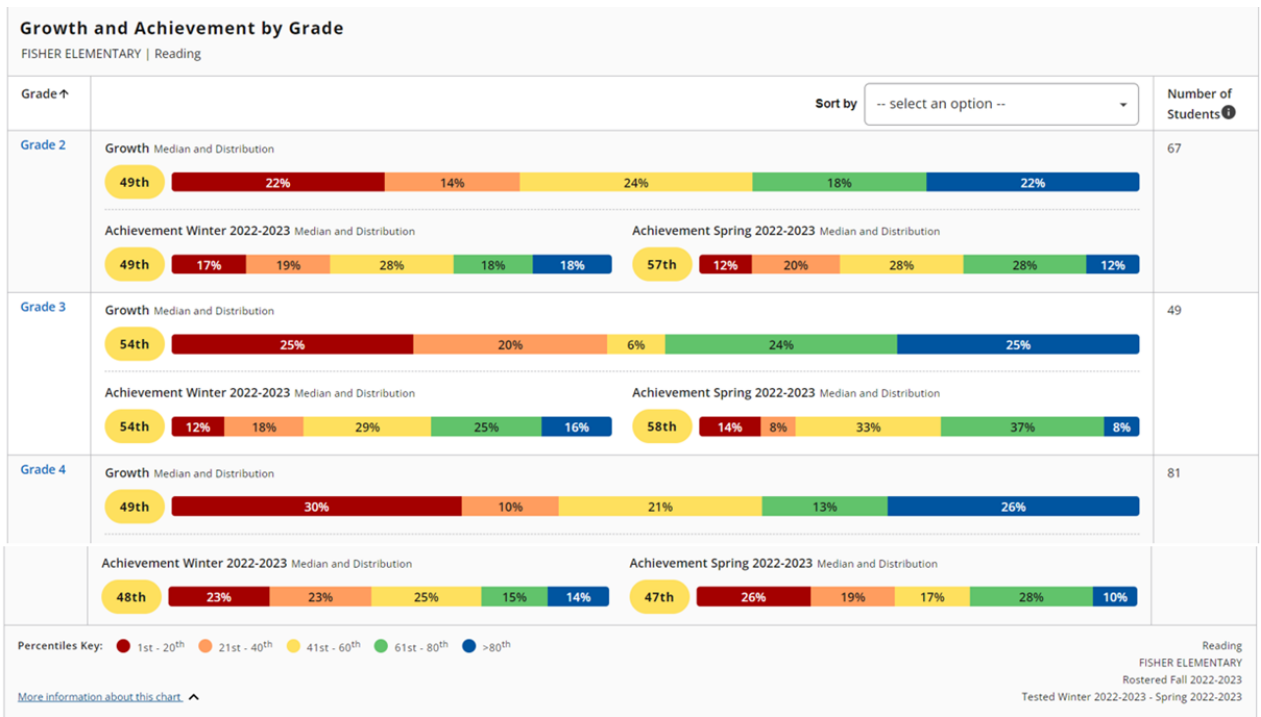 Growth and Achievement by Grade
FISHER ELEMENTARY | Reading
Grade↑
Sort by -- select an option --
Number of
Students
Grade 2
Growth Median and Distribution
67
49th 22% 14% 24% 18% 22%
Achievement Winter 2022-2023 Median and Distribution
Achievement Spring 2022-2023 Median and Distribution
49th 17% 19% 28% 18% 18%
57th 12% 20% 28% 28% 12%
Grade 3
Growth Median and Distribution
49
54th 25% 20% 6% 24% 25%
Achievement Winter 2022-2023 Median and Distribution
Achievement Spring 2022-2023 Median and Distribution
54th 12% 18% 29% 25% 16%
58th 14% 8% 33% 37% 8%
Grade 4
Growth Median and Distribution
81
49th 30% 10% 21% 13% 26%
Achievement Winter 2022-2023 Median and Distribution
Achievement Spring 2022-2023 Median and Distribution
48th 23% 23% 25% 15% 14%
47th 26% 19% 17% 28% 10%
Percentiles Key: 1st - 20th 21st - 40th 41st - 60th 61st - 80th >80th
Reading
FISHER ELEMENTARY
Rostered Fall 2022-2023
More information about this chart
Tested Winter 2022-2023 - Spring 2022-2023